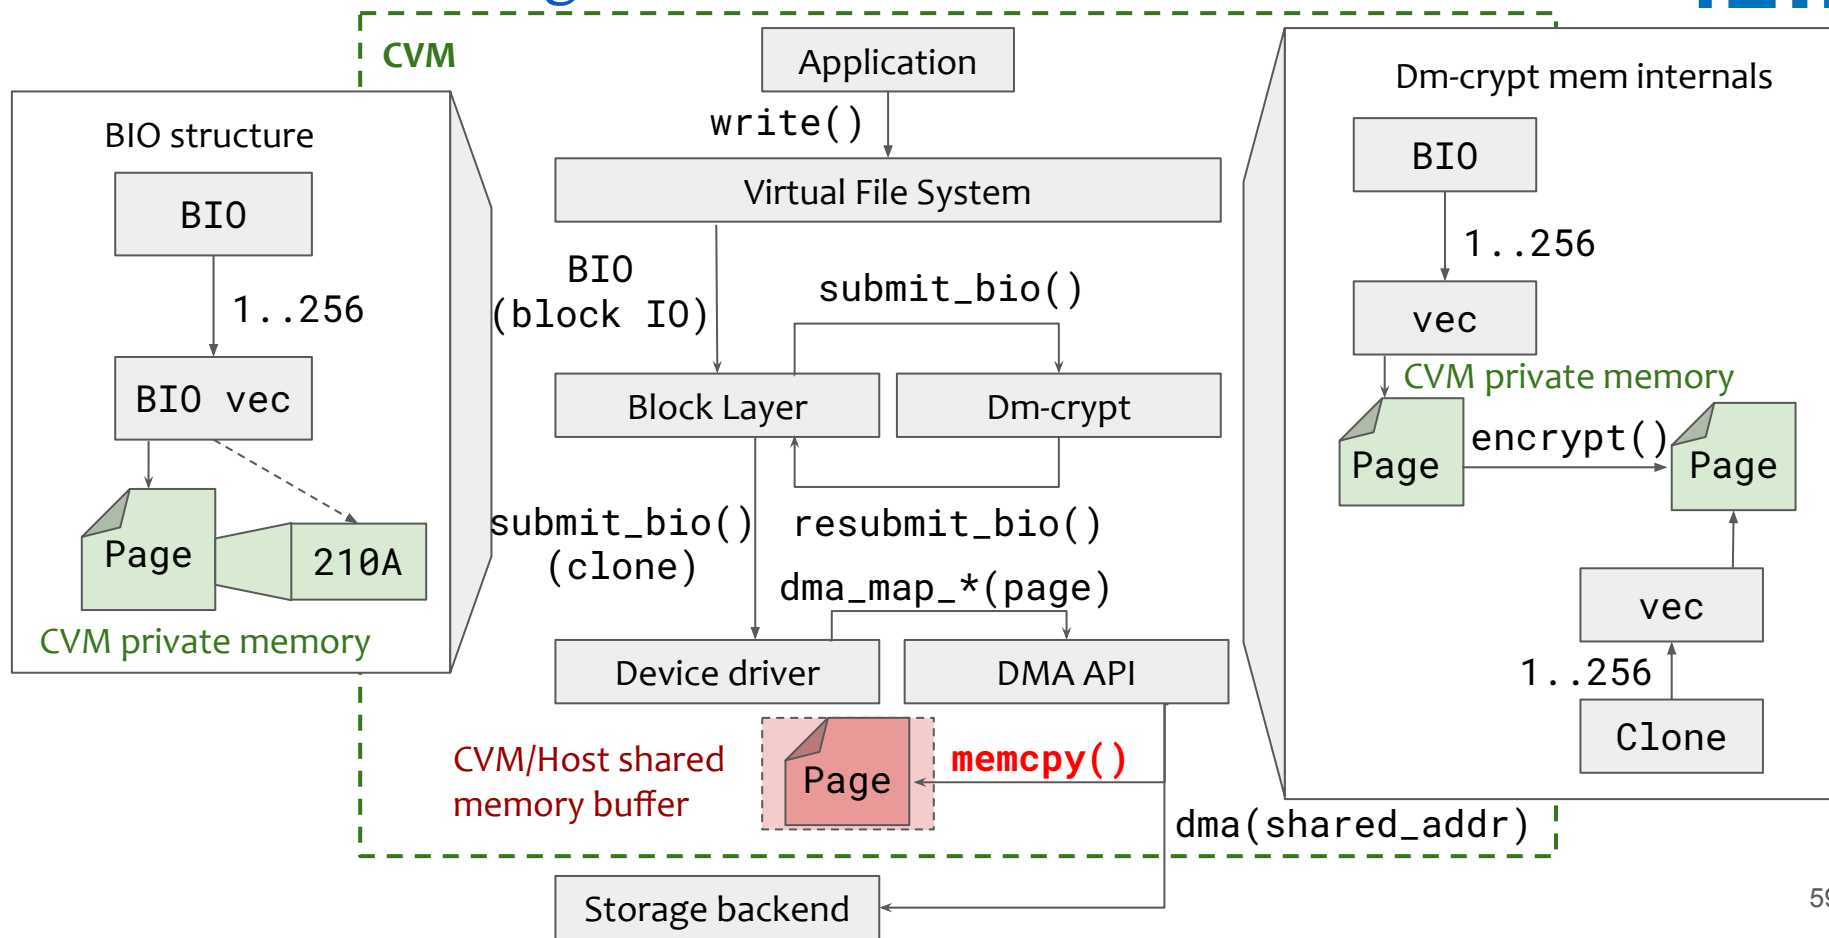 CVM
Application
write()
Virtual File System
BIO
(block IO)
submit_bio()
Block Layer
Dm-crypt
submit_bio()
(clone)
resubmit_bio()
dma_map_*(page)
Device driver
DMA API
CVM/Host shared
memory buffer
Page
memcpy()
dma(shared_addr)
Storage backend
BIO structure
BIO
1..256
BIO vec
Page
210A
CVM private memory
Dm-crypt mem internals
BIO
1..256
vec
CVM private memory
Page
encrypt()
Page
vec
1..256
Clone